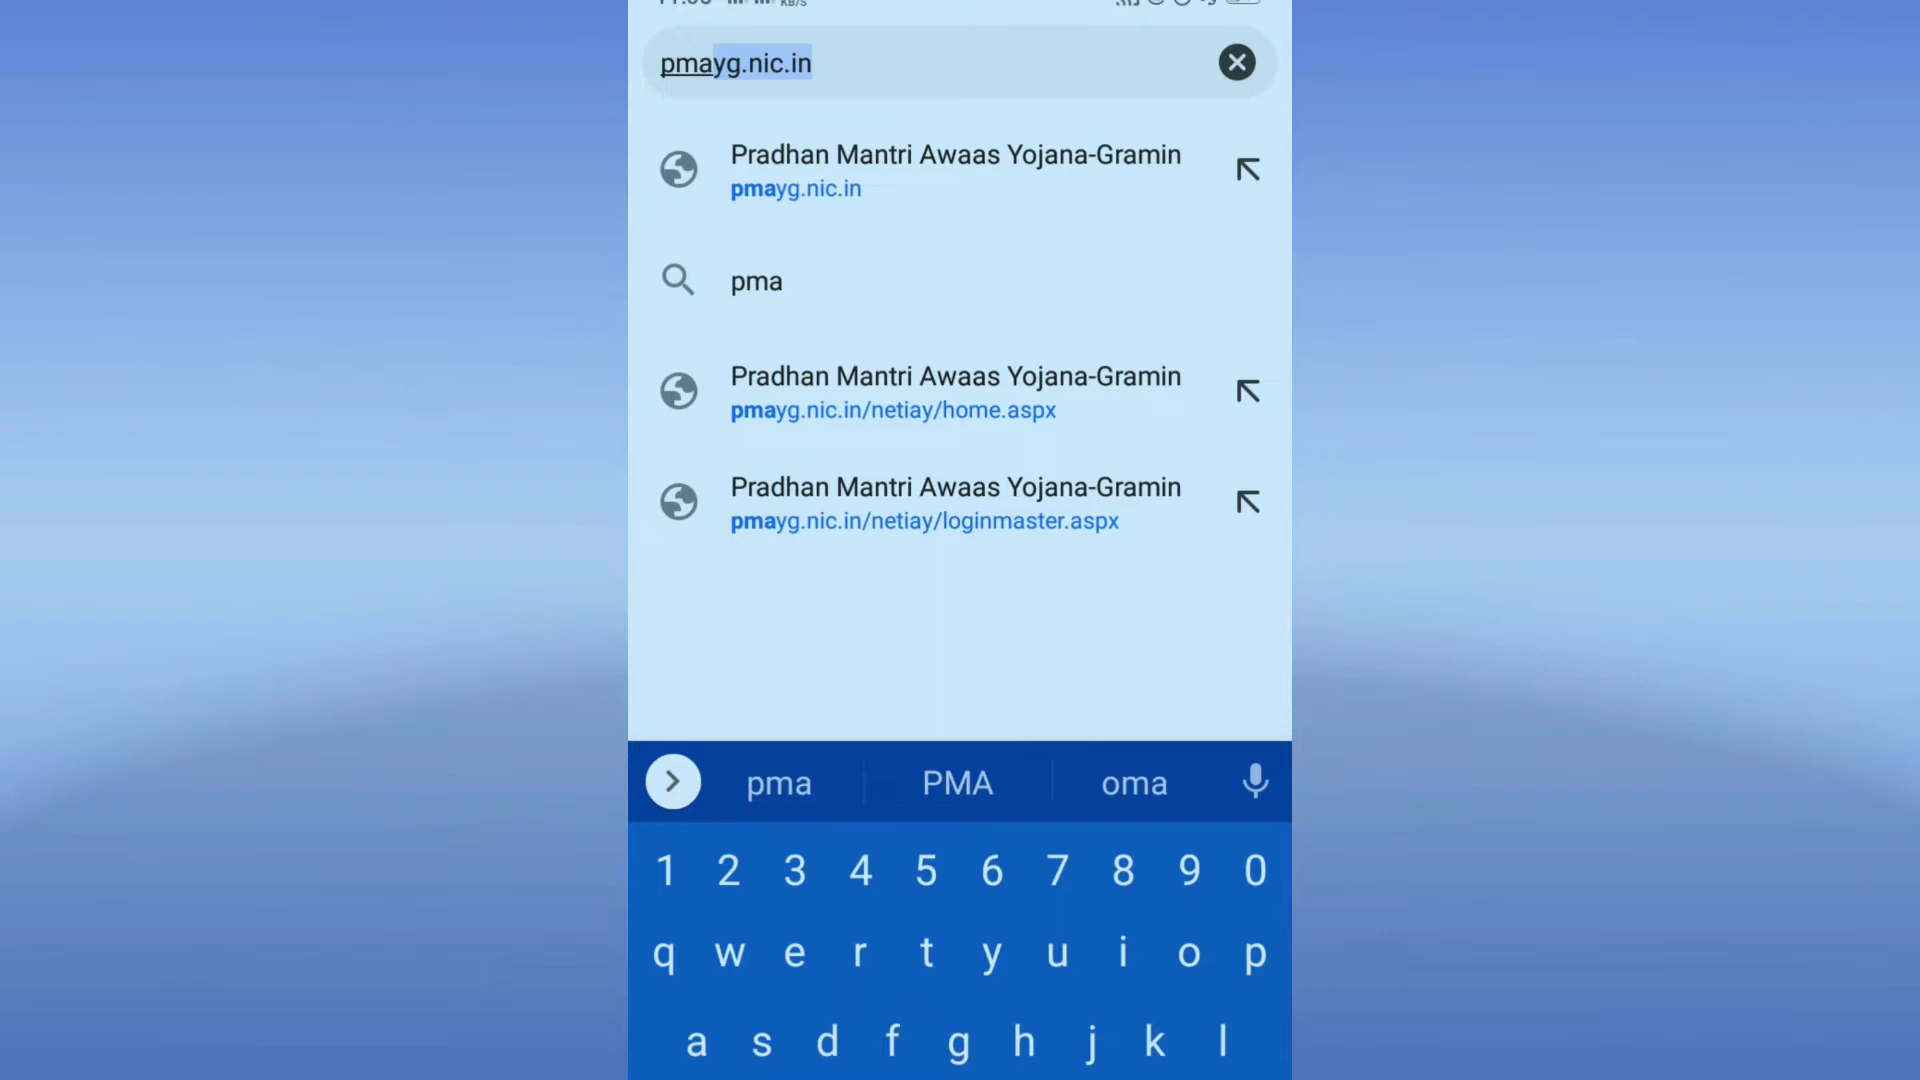 KB/S
pmayg.nic.in
Pradhan Mantri Awaas Yojana-Gramin
pmayg.nic.in
pma
Pradhan Mantri Awaas Yojana-Gramin
pmayg.nic.in/netiay/home.aspx
Pradhan Mantri Awaas Yojana-Gramin
pmayg.nic.in/netiay/loginmaster.aspx
pma PMA oma
1 2 3 4 5 6 7 8 9 0
q w e r t y u i o p
a s d f g h j k l